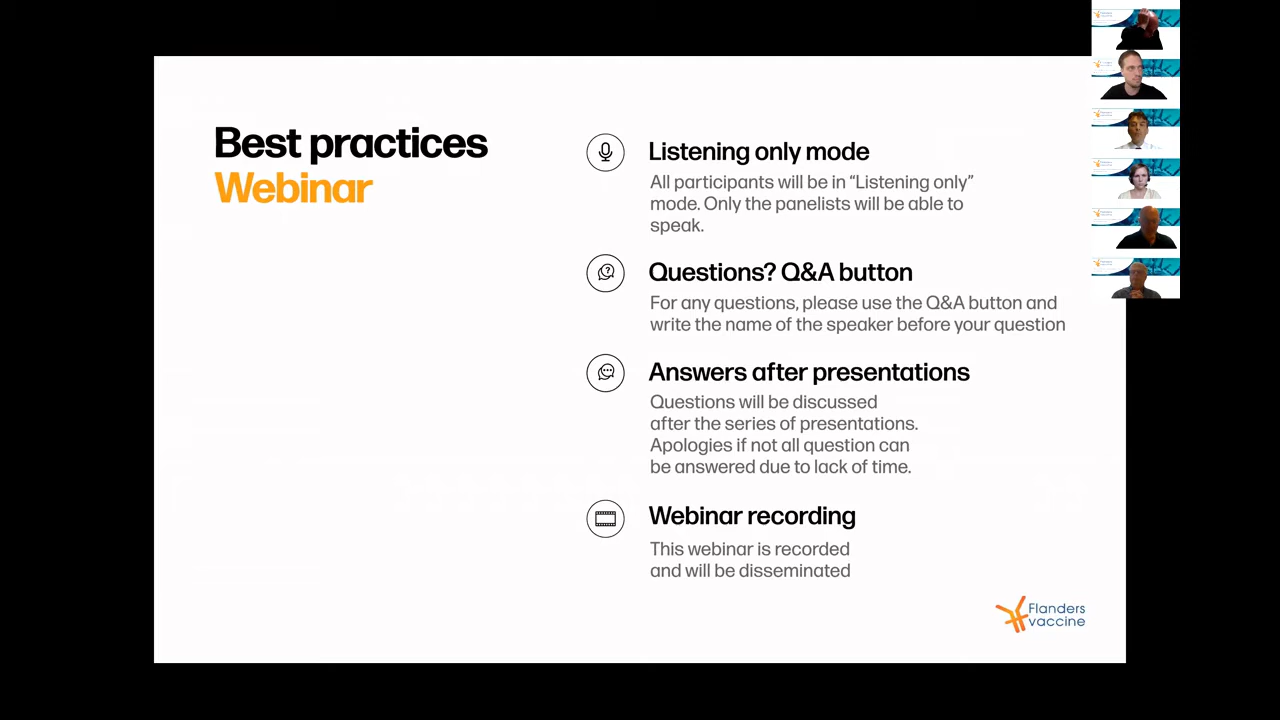 Best practices
Webinar
Listening only mode
All participants will be in “Listening only”
mode. Only the panelists will be able to
speak.
Questions? Q&A button
For any questions, please use the Q&A button and
write the name of the speaker before your question
Answers after presentations
Questions will be discussed
after the series of presentations.
Apologies if not all question can
be answered due to lack of time.
Webinar recording
This webinar is recorded
and will be disseminated
Flanders
vaccine